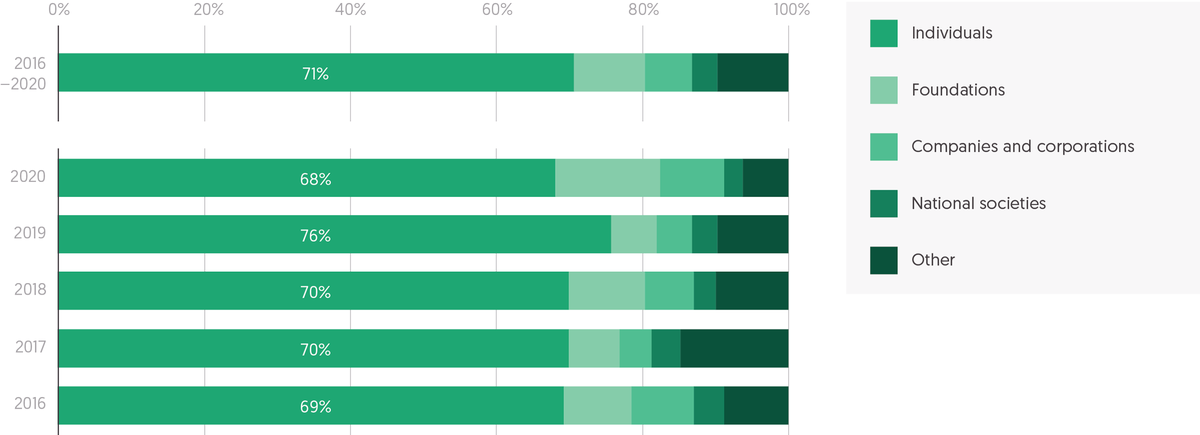 0% 20% 40% 60% 80% 100%
2016
–2020
71%
2020 68%
2019 76%
2018 70%
2017 70%
2016 69%
Individuals
Foundations
Companies and corporations
National societies
Other